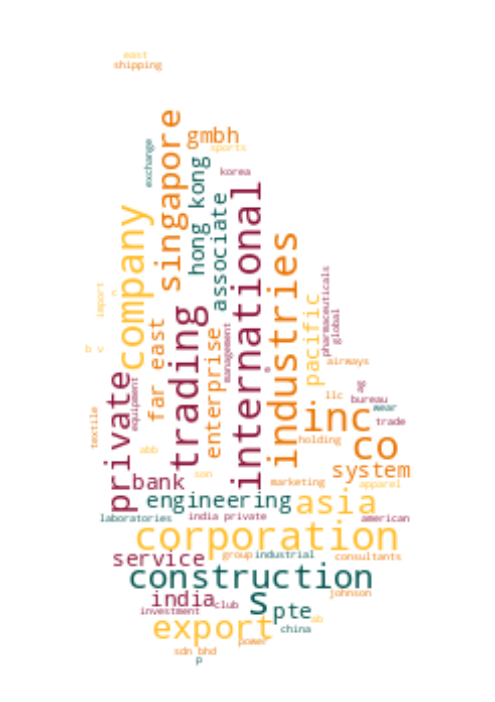 east
shipping
singapore
gmbh
sports
exchange
hong kong
korea
associate
international
company
industries
import
c
pacific
pharmaceuticals
global
trading
far east
enterprise
management
b c
airways
e
private
equipment
textile
ag
llc
bureau
wear
inc
trade
co
holding
abb
son
system
bank
marketing
apparel
engineering
asia
laboratories
india private
american
corporation
service
group
industrial
consultants
construction
johnson
india
club
s
pte
investment
ab
export
china
power
sdn bhd
p